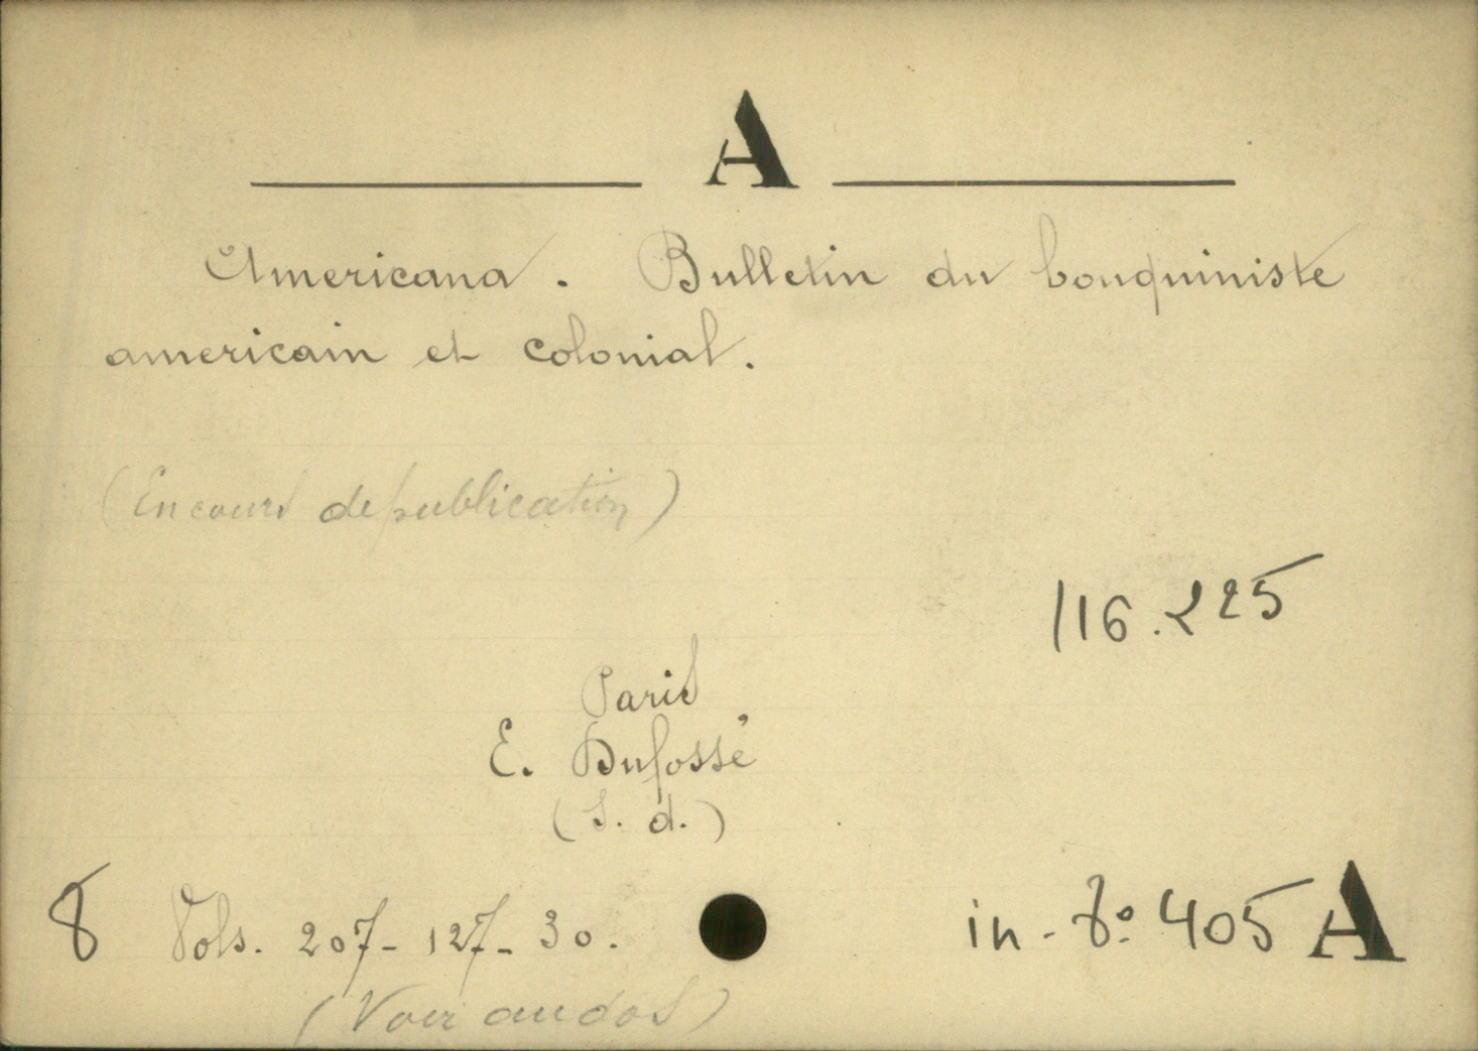 A
Americana. Bulletin du bouquiniste
americain et colonial.
(En cours de publication)
116.225
Paris
E. Dufossé
(S. d.)
8 Vols. 207-127-30. in-8º 405 A
(Voir au dos)